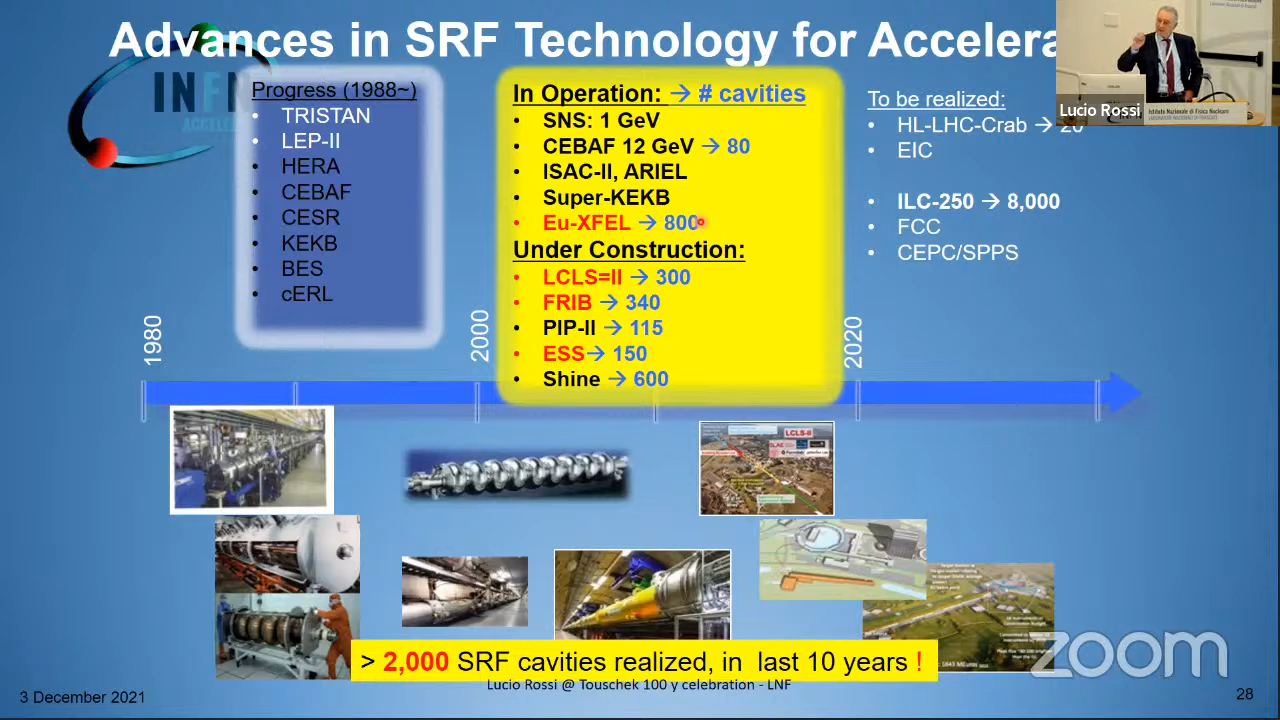 Advances in SRF Technology for Accelera
INFN
Lucio Rossi
Istituto Nazionale di Fisica Nucleare
Progress (1988~)
• TRISTAN
• LEP-II
• HERA
• CEBAF
• CESR
• KEKB
• BES
• cERL
In Operation: → # cavities
• SNS: 1 GeV
• CEBAF 12 GeV → 80
• ISAC-II, ARIEL
• Super-KEKB
• Eu-XFEL → 800
Under Construction:
• LCLS=II → 300
• FRIB → 340
• PIP-II → 115
• ESS→ 150
• Shine → 600
To be realized:
• HL-LHC-Crab → 20
• EIC
• ILC-250 → 8,000
• FCC
• CEPC/SPPS
1980
2000
2020
LCLS-II
> 2,000 SRF cavities realized, in last 10 years !
zoom
3 December 2021
Lucio Rossi @ Touschek 100 y celebration - LNF
28